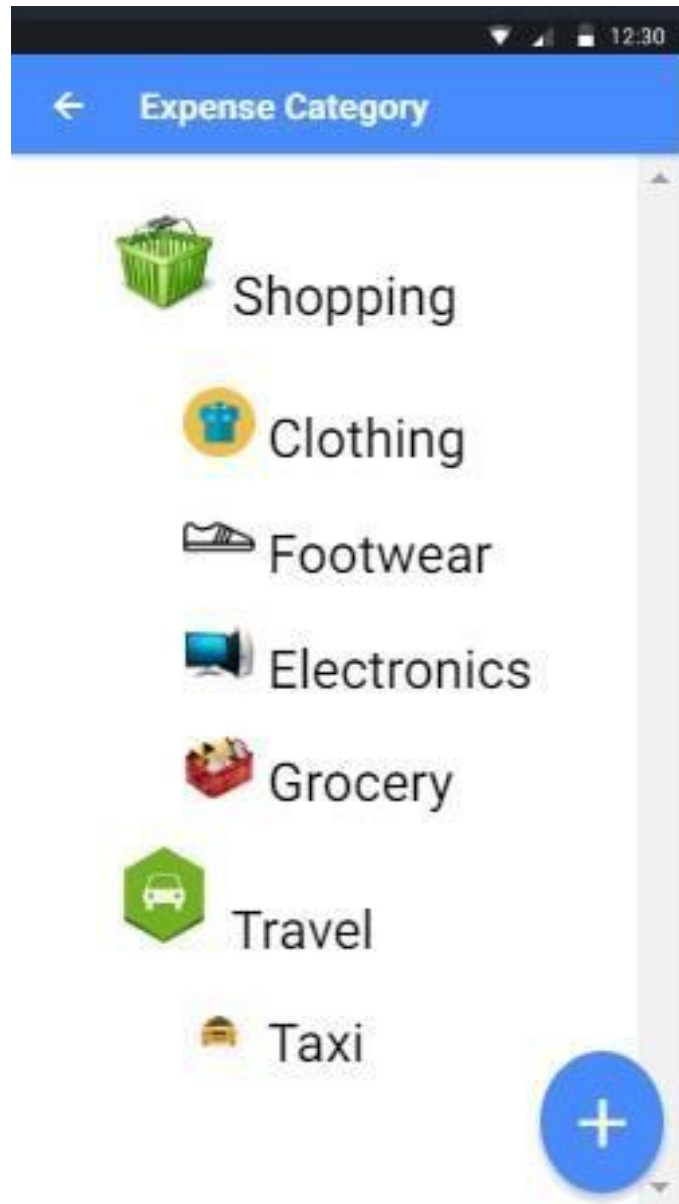 12:30
Expense Category
Shopping
Clothing
Footwear
Electronics
Grocery
Travel
Taxi